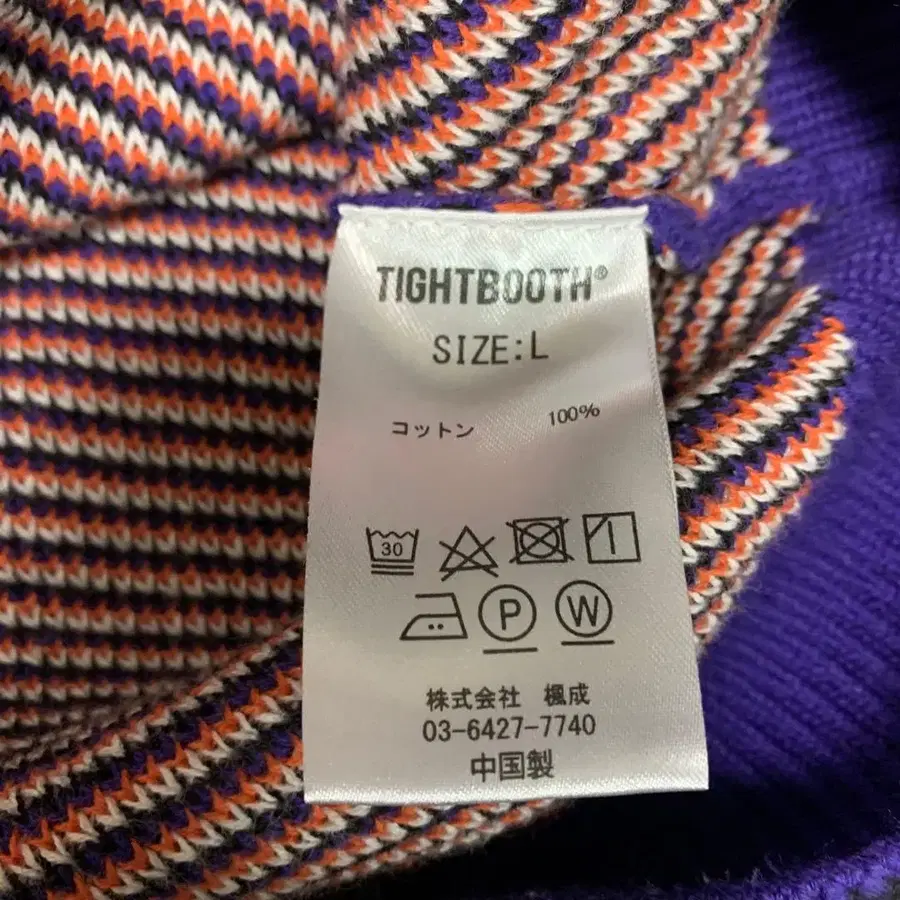 TIGHTBOOTH®
SIZE:L
コットン 100%
30
P W
株式会社 楓成
03-6427-7740
中国製